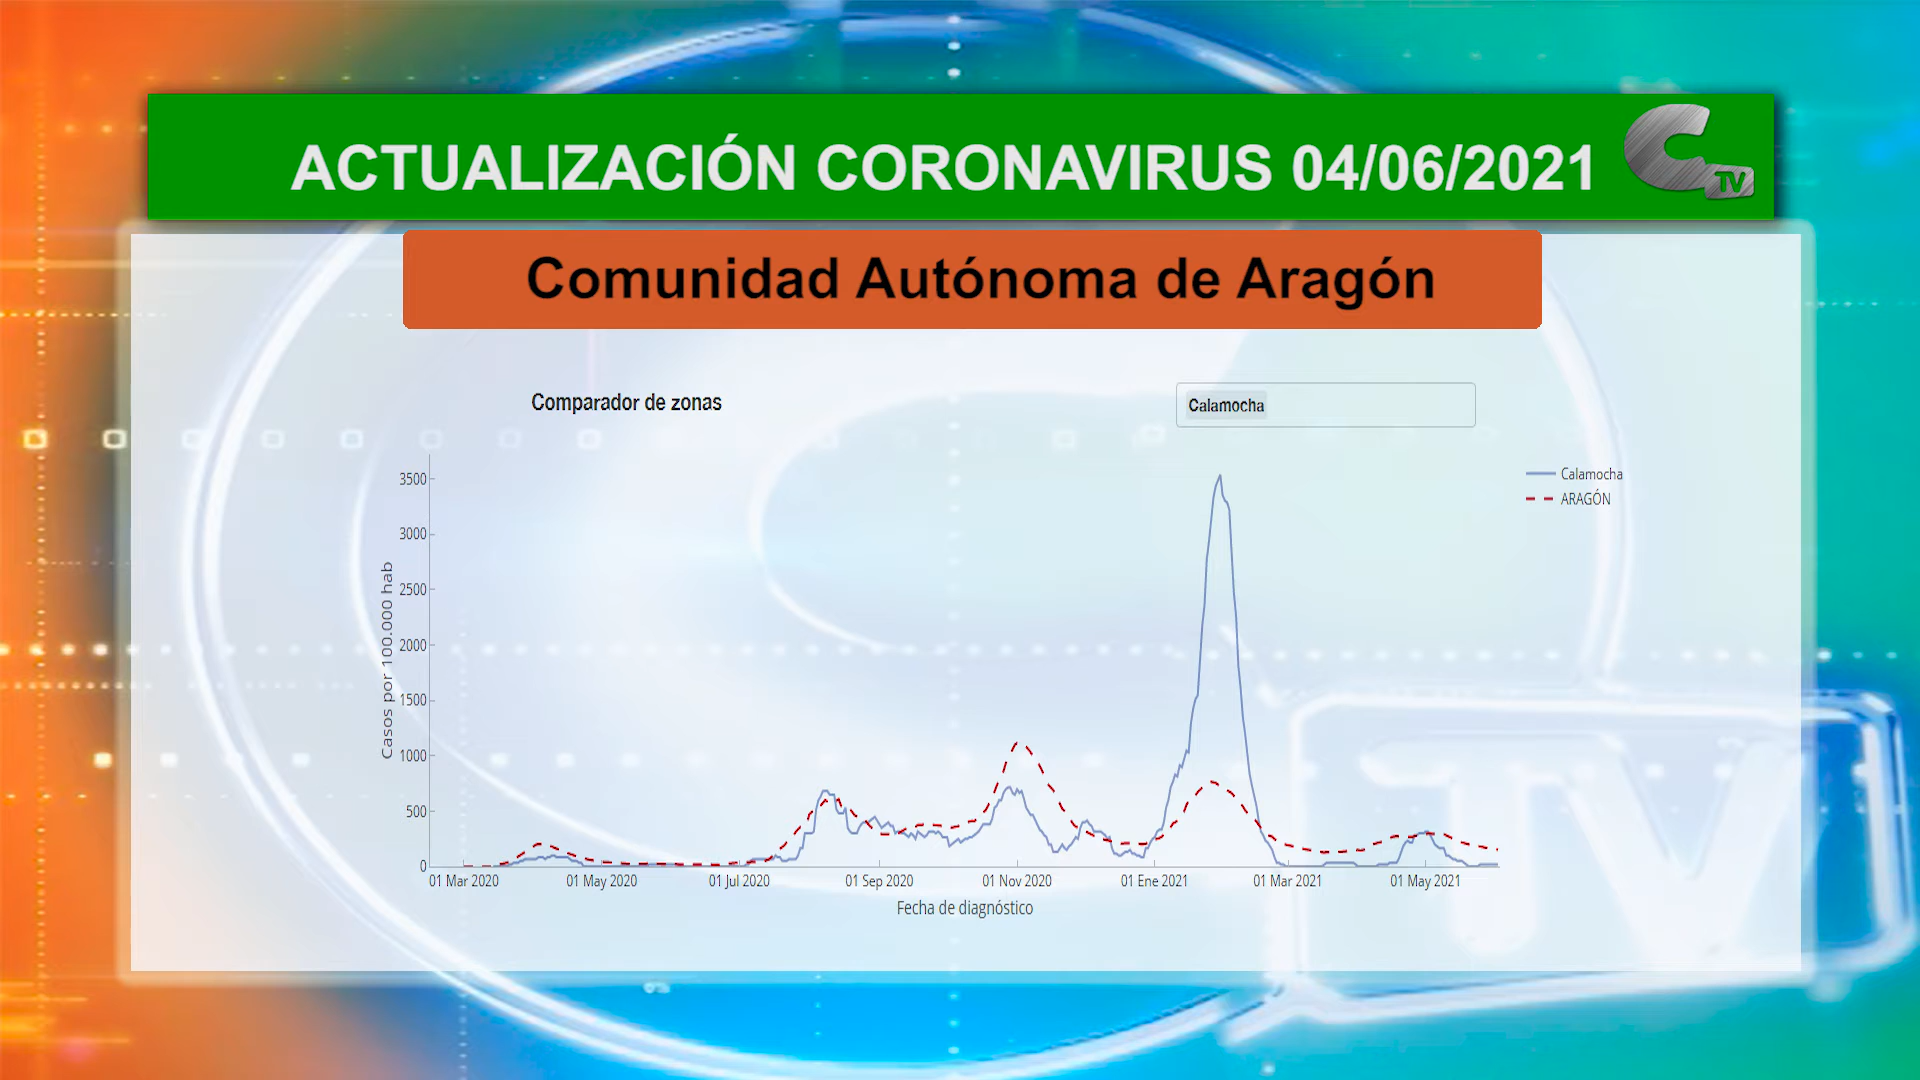 ACTUALIZACIÓN CORONAVIRUS 04/06/2021
TV
Comunidad Autónoma de Aragón
Comparador de zonas
Calamocha
Calamocha
ARAGÓN
Casos por 100.000 hab
3500
3000
2500
2000
1500
1000
500
0
01 Mar 2020 01 May 2020 01 Jul 2020 01 Sep 2020 01 Nov 2020 01 Ene 2021 01 Mar 2021 01 May 2021
Fecha de diagnóstico
TV